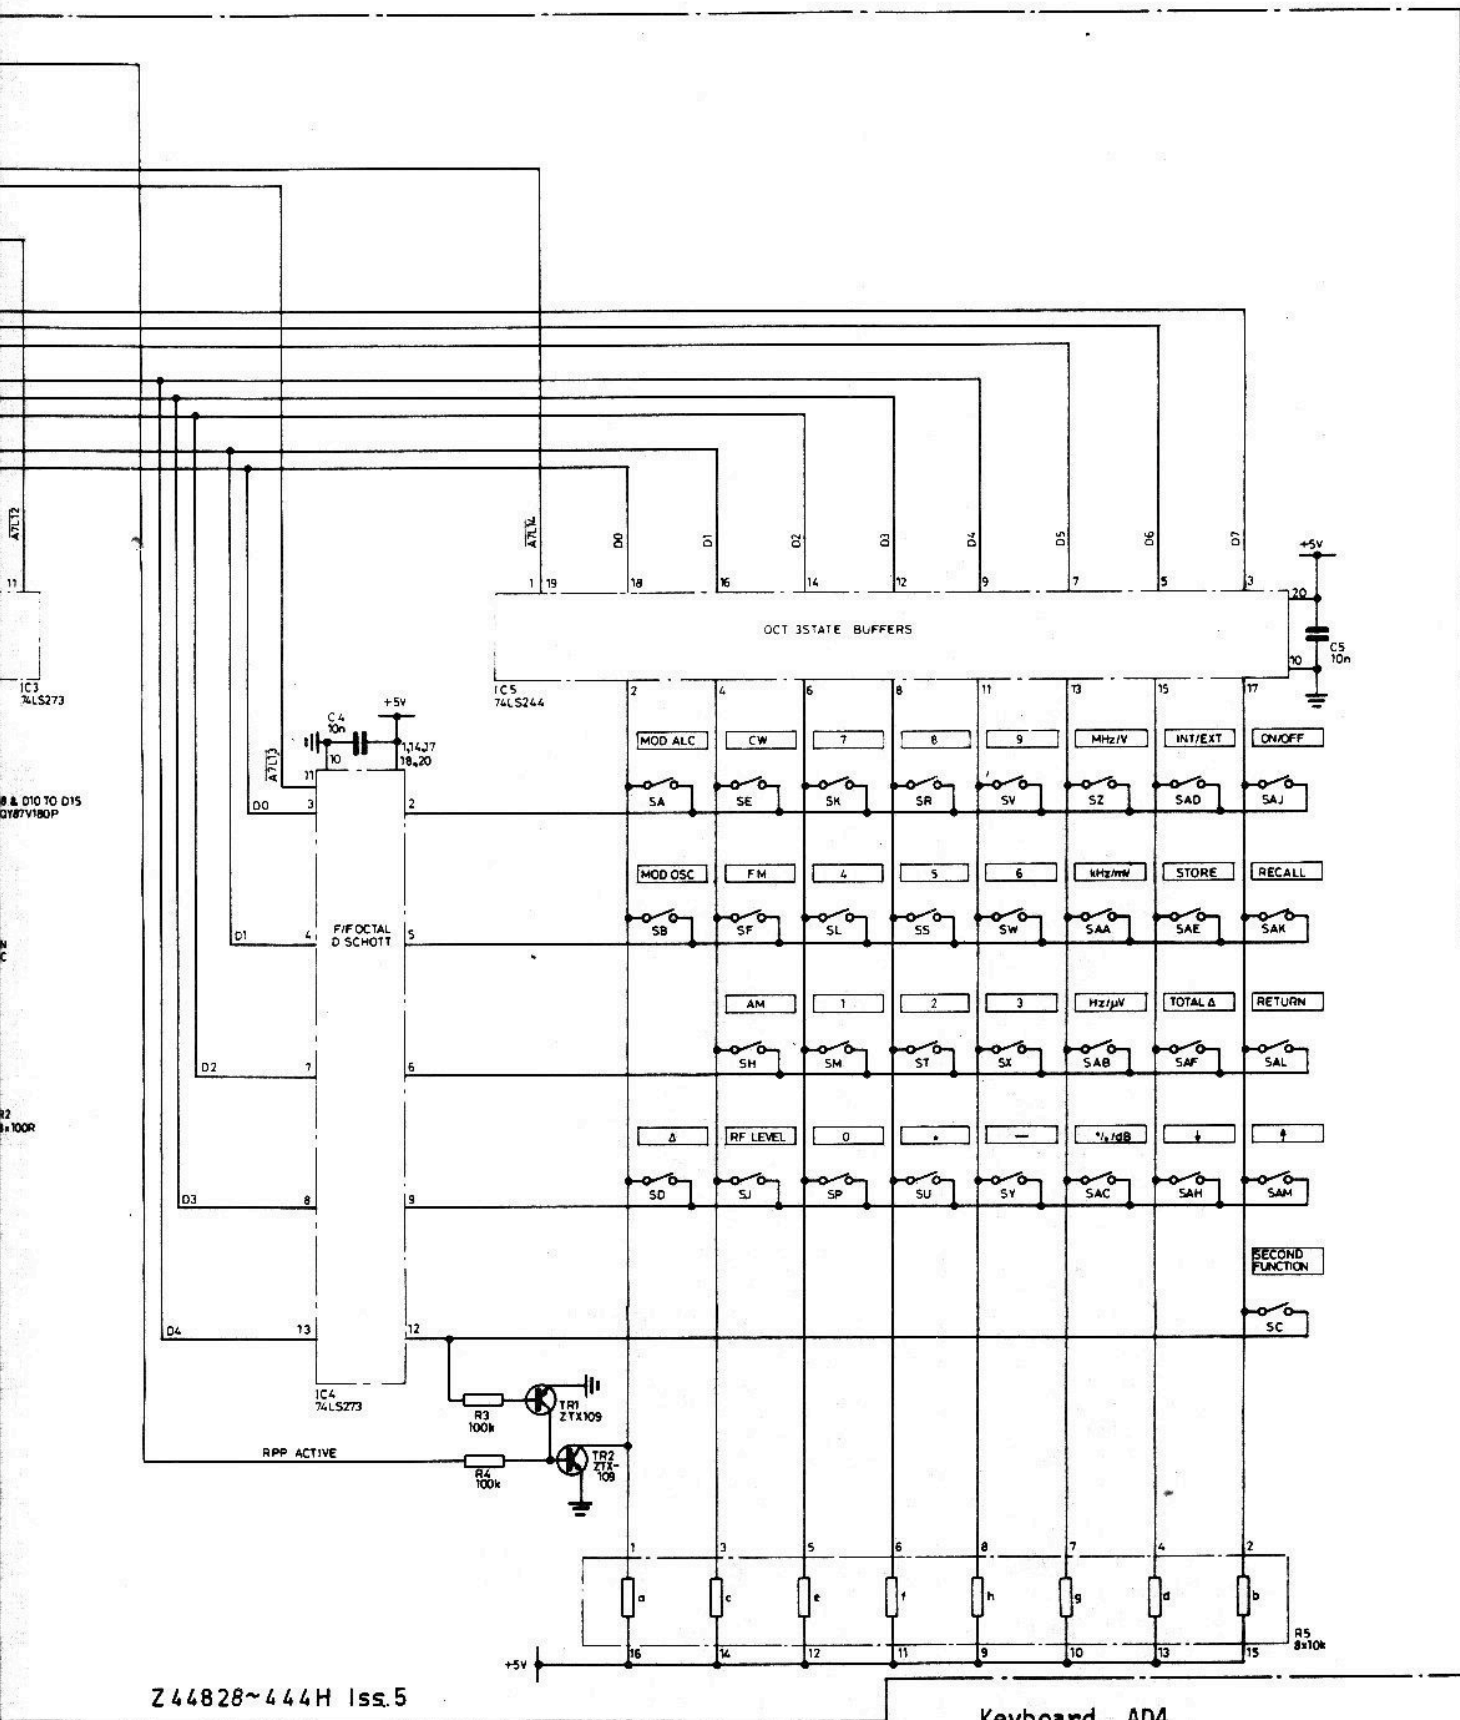 A7L12
A7L14
D0
D1
D2
D3
D4
D5
D6
D7
+5V
11
1
19
18
16
14
12
9
7
5
3
20
OCT 3STATE BUFFERS
C5
10n
10
IC3
74LS273
IC5
74LS244
2
4
6
8
11
13
15
17
+5V
C4
10n
1,14,17
18,20
10
A7L13
11
MOD ALC
CW
7
8
9
MHz/V
INT/EXT
ON/OFF
SA
SE
SK
SR
SV
SZ
SAD
SAJ
8 & D10 TO D15
QY87V180P
D0
3
2
MOD OSC
FM
4
5
6
kHz/mV
STORE
RECALL
SB
SF
SL
SS
SW
SAA
SAE
SAK
F/F OCTAL
D SCHOTT
N
C
D1
4
5
AM
1
2
3
Hz/µV
TOTAL Δ
RETURN
SH
SM
ST
SX
SAB
SAF
SAL
D2
7
6
R2
8x100R
Δ
RF LEVEL
0
.
—
%/dB
↓
↑
SD
SJ
SP
SU
SY
SAC
SAH
SAM
D3
8
9
SECOND
FUNCTION
SC
D4
13
12
IC4
74LS273
R3
100k
TR1
ZTX109
RPP ACTIVE
R4
100k
TR2
ZTX-
109
1
3
5
6
8
7
4
2
a
c
e
f
h
g
d
b
R5
8x10k
16
14
12
11
9
10
13
15
+5V
Z44828~444H Iss.5
Keyboard AD4